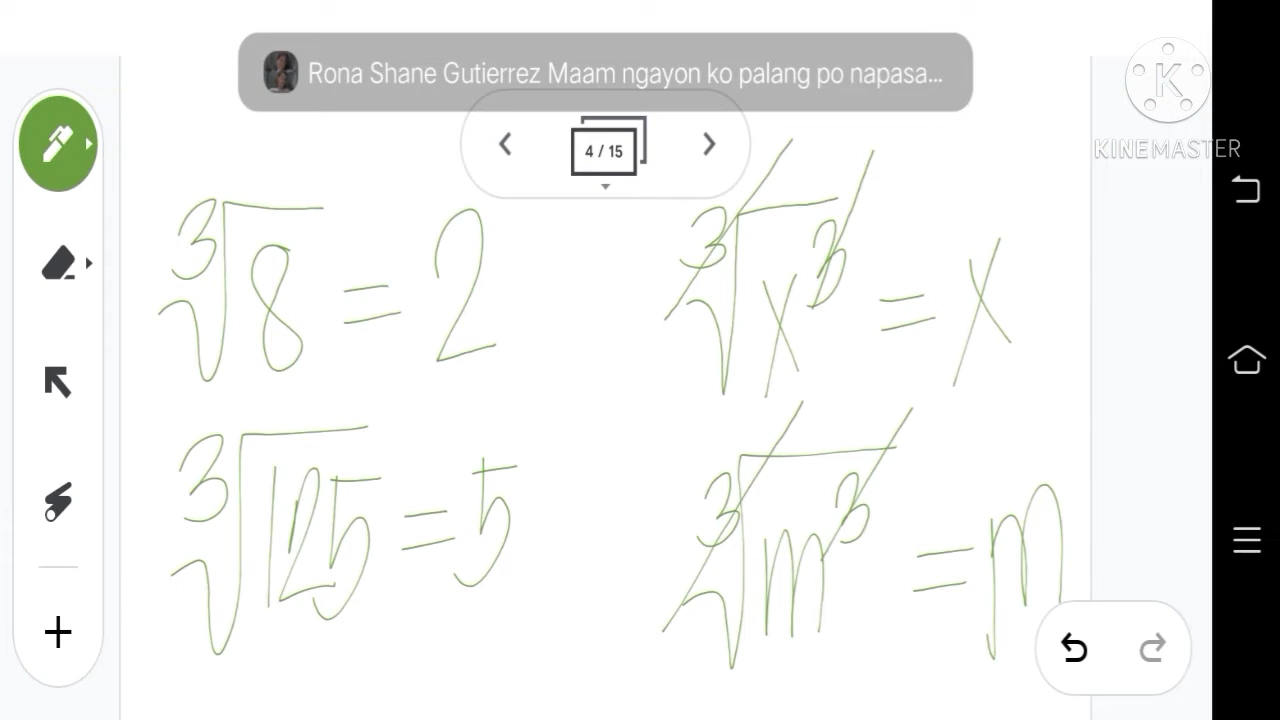 Rona Shane Gutierrez Maam ngayon ko palang po napasa...
4 / 15
K
KINEMASTER
∛8 = 2
∛x³ = x
∛125 = 5
∛m³ = m